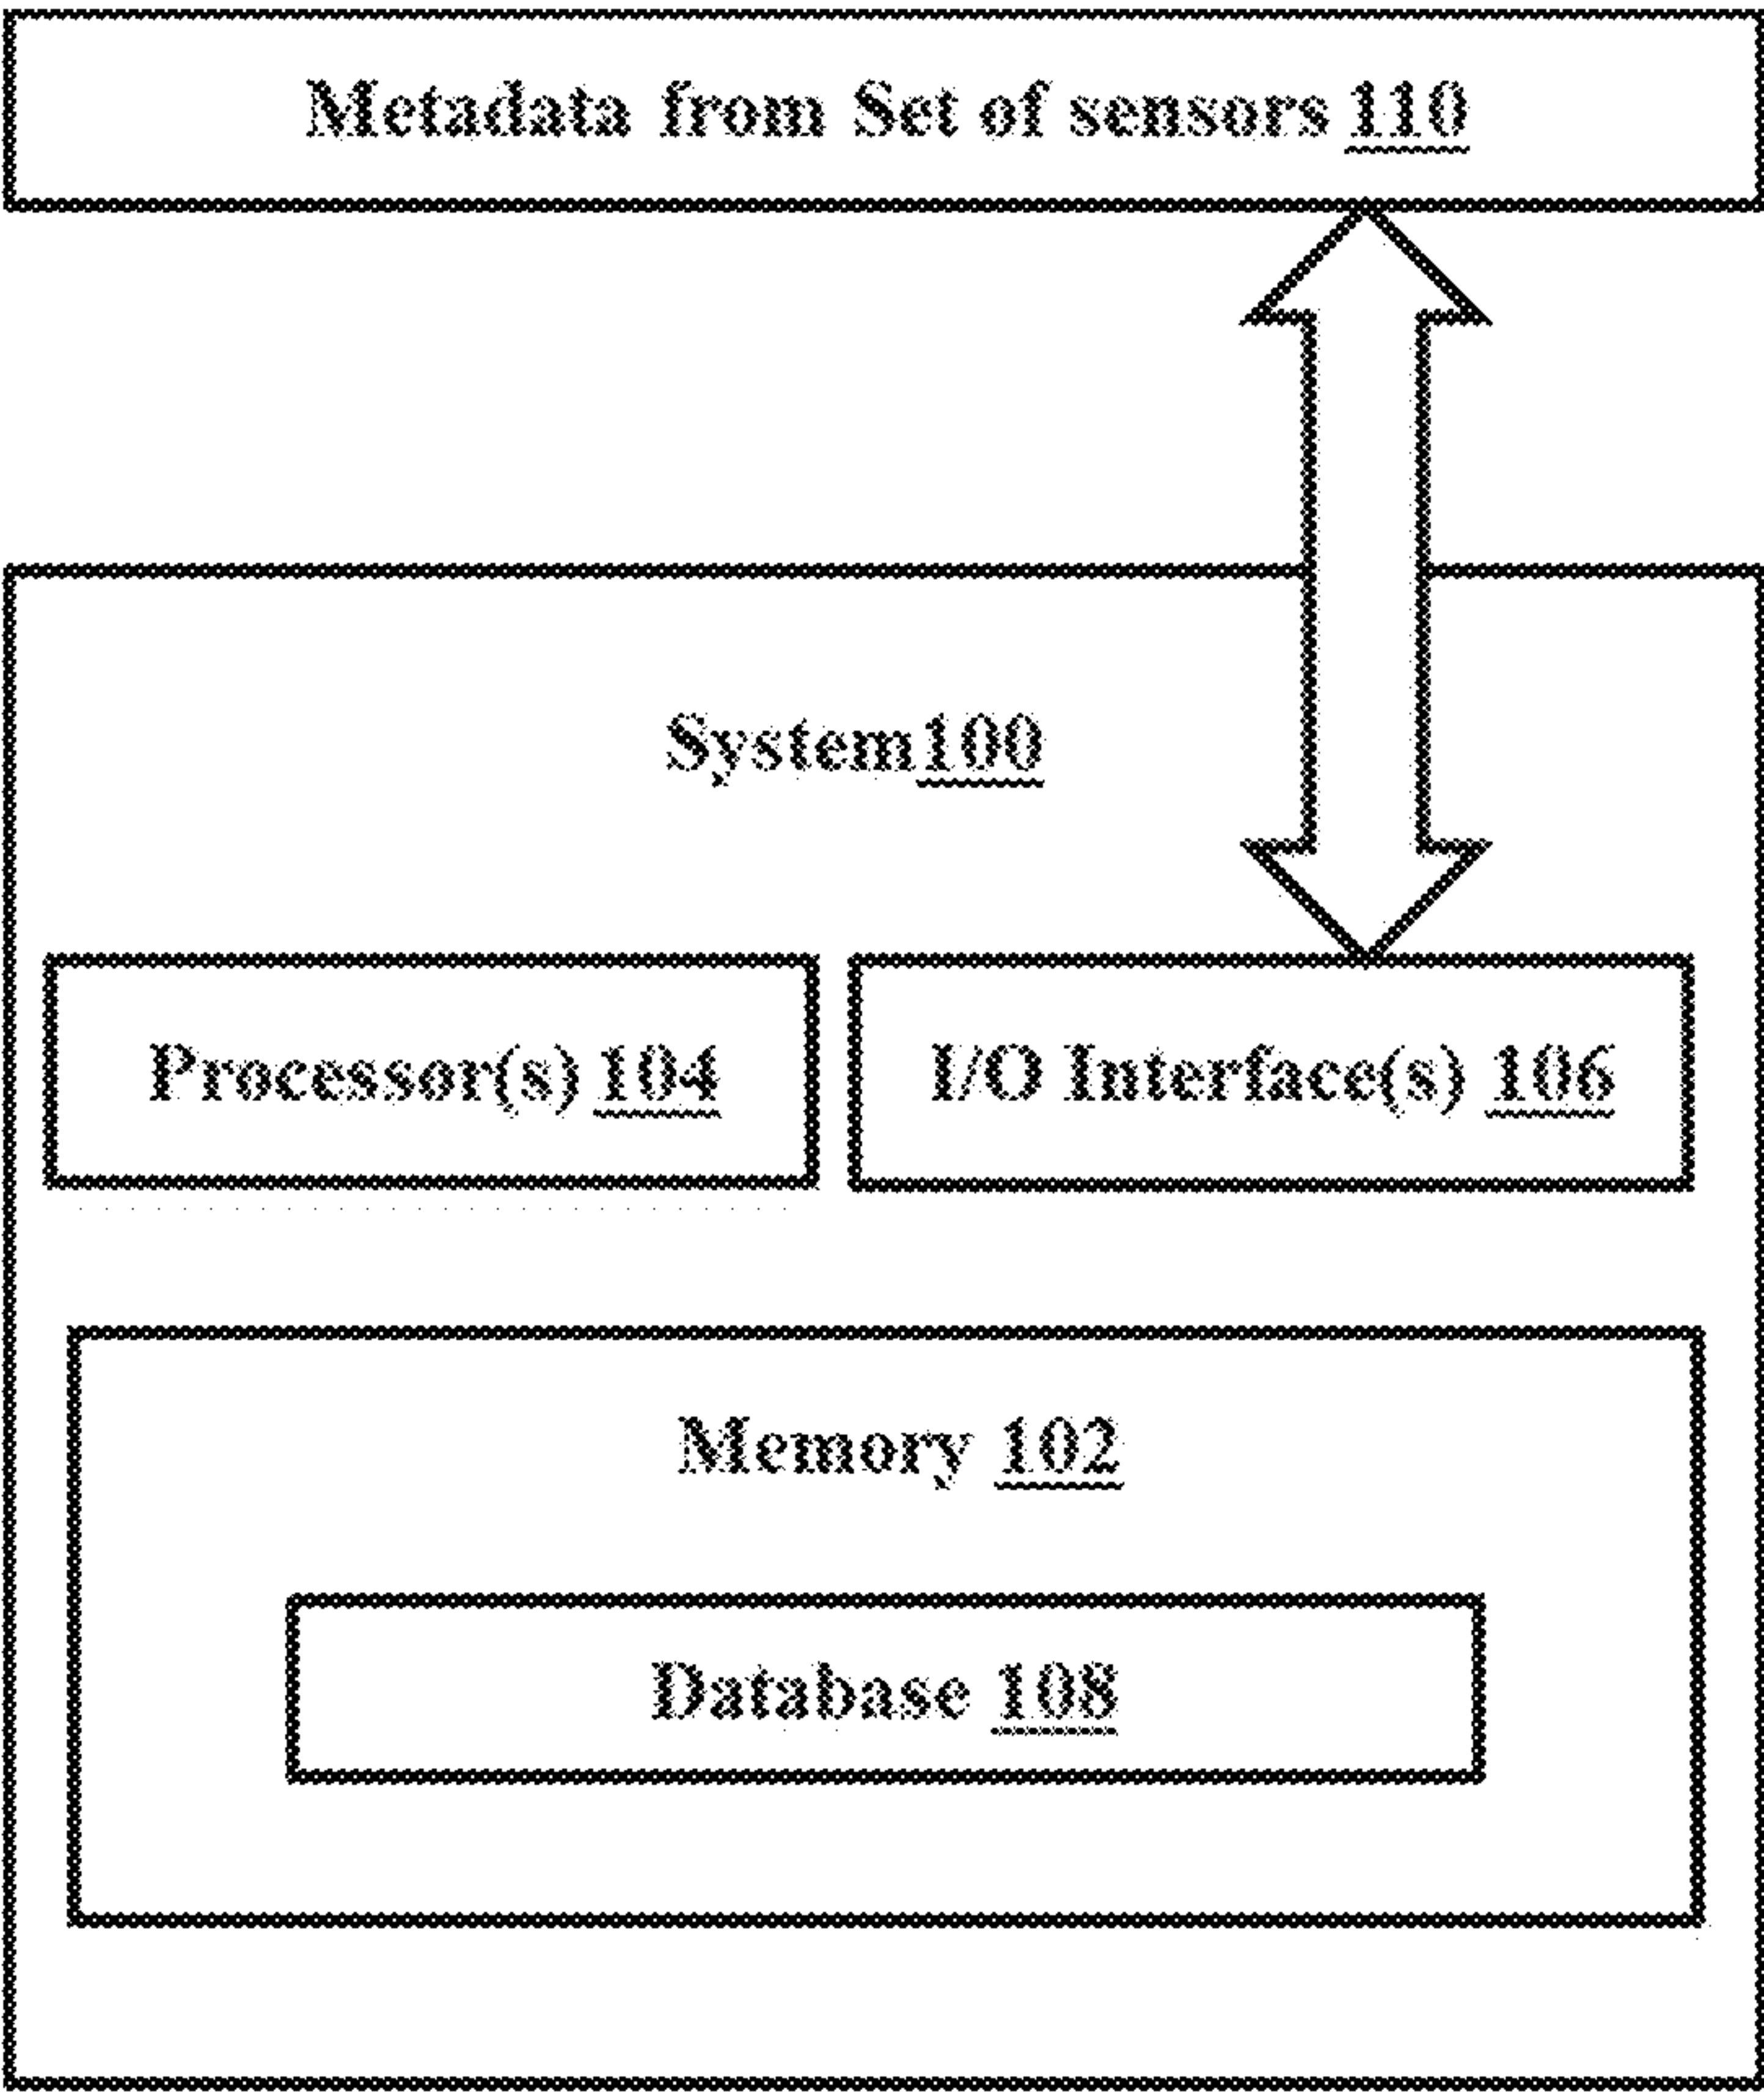 Metadata from Set of sensors 110
System100
Processor(s) 104
I/O Interface(s) 106
Memory 102
Database 108